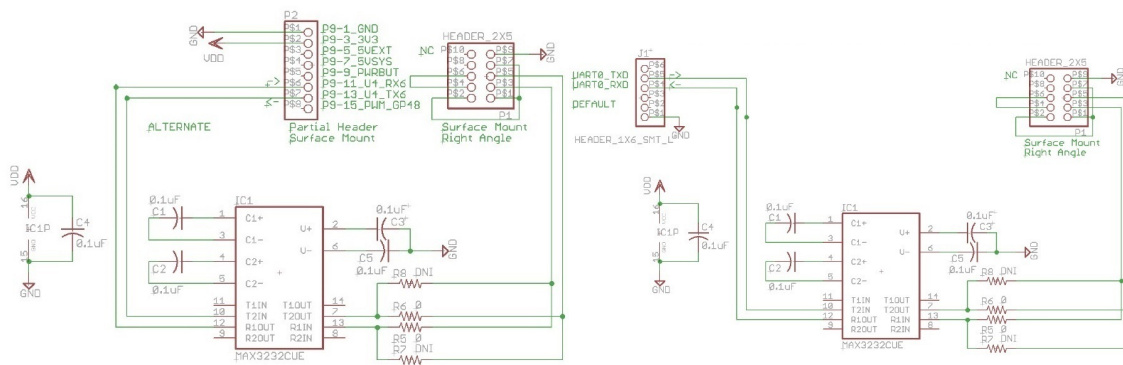 P2
GND
VDD
P$1 P9-1_GND
P$2 P9-3_3V3
P$3 P9-5_5VEXT
P$4 P9-7_5VSYS
P$5 P9-9_PWRBUT
P$6 P9-11_U4_RX6
P$7 P9-13_U4_TX6
P$8 P9-15_PWM_GP48
->
<-
ALTERNATE
Partial Header
Surface Mount
HEADER_2X5
NC
P$10 P$9
P$8 P$7
P$6 P$5
P$4 P$3
P$2 P$1
GND
P1
Surface Mount
Right Angle
VDD
16
VCC
IC1P
GND
15
GND
C4
0.1uF
0.1uF
C1
C2
0.1uF
IC1
1 C1+
3 C1-
4 C2+
5 C2-
11 T1IN
10 T2IN
12 R1OUT
9 R2OUT
V+ 2
V- 6
T1OUT 14
T2OUT 7
R1IN 13
R2IN 8
MAX3232CUE
0.1uF
C3
C5
0.1uF
GND
R8 DNI
R6 0
R5 0
R7 DNI
J1
UART0_TXD
UART0_RXD
DEFAULT
->
<-
P$6
P$5
P$4
P$3
P$2
P$1
GND
HEADER_1X6_SMT_L
HEADER_2X5
NC
P$10 P$9
P$8 P$7
P$6 P$5
P$4 P$3
P$2 P$1
GND
P1
Surface Mount
Right Angle
VDD
16
VCC
IC1P
GND
15
GND
C4
0.1uF
0.1uF
C1
C2
0.1uF
IC1
1 C1+
3 C1-
4 C2+
5 C2-
11 T1IN
10 T2IN
12 R1OUT
9 R2OUT
V+ 2
V- 6
T1OUT 14
T2OUT 7
R1IN 13
R2IN 8
MAX3232CUE
0.1uF
C3
C5
0.1uF
GND
R8 DNI
R6 0
R5 0
R7 DNI